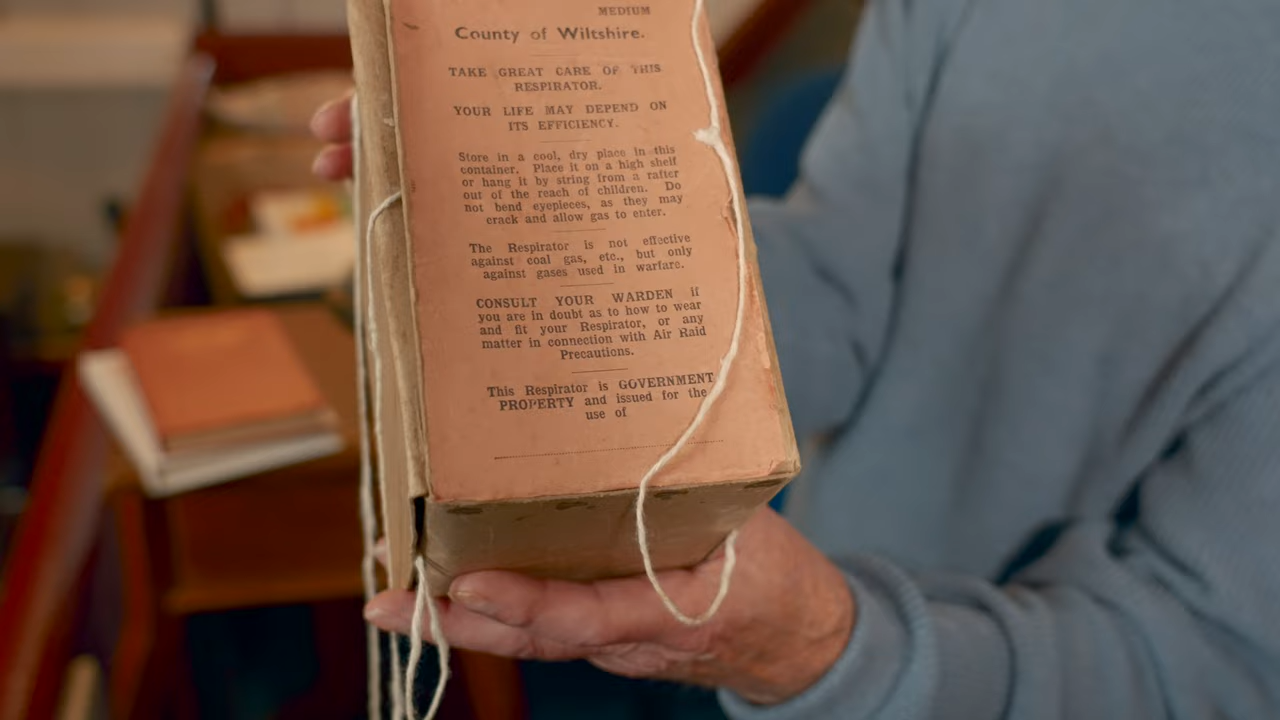 MEDIUM
County of Wiltshire.
TAKE GREAT CARE OF THIS
RESPIRATOR.
YOUR LIFE MAY DEPEND ON
ITS EFFICIENCY.
Store in a cool, dry place in this
container. Place it on a high shelf
or hang it by string from a rafter
out of the reach of children. Do
not bend eyepieces, as they may
crack and allow gas to enter.
The Respirator is not effective
against coal gas, etc., but only
against gases used in warfare.
CONSULT YOUR WARDEN if
you are in doubt as to how to wear
and fit your Respirator, or any
matter in connection with Air Raid
Precautions.
This Respirator is GOVERNMENT
PROPERTY and issued for the
use of